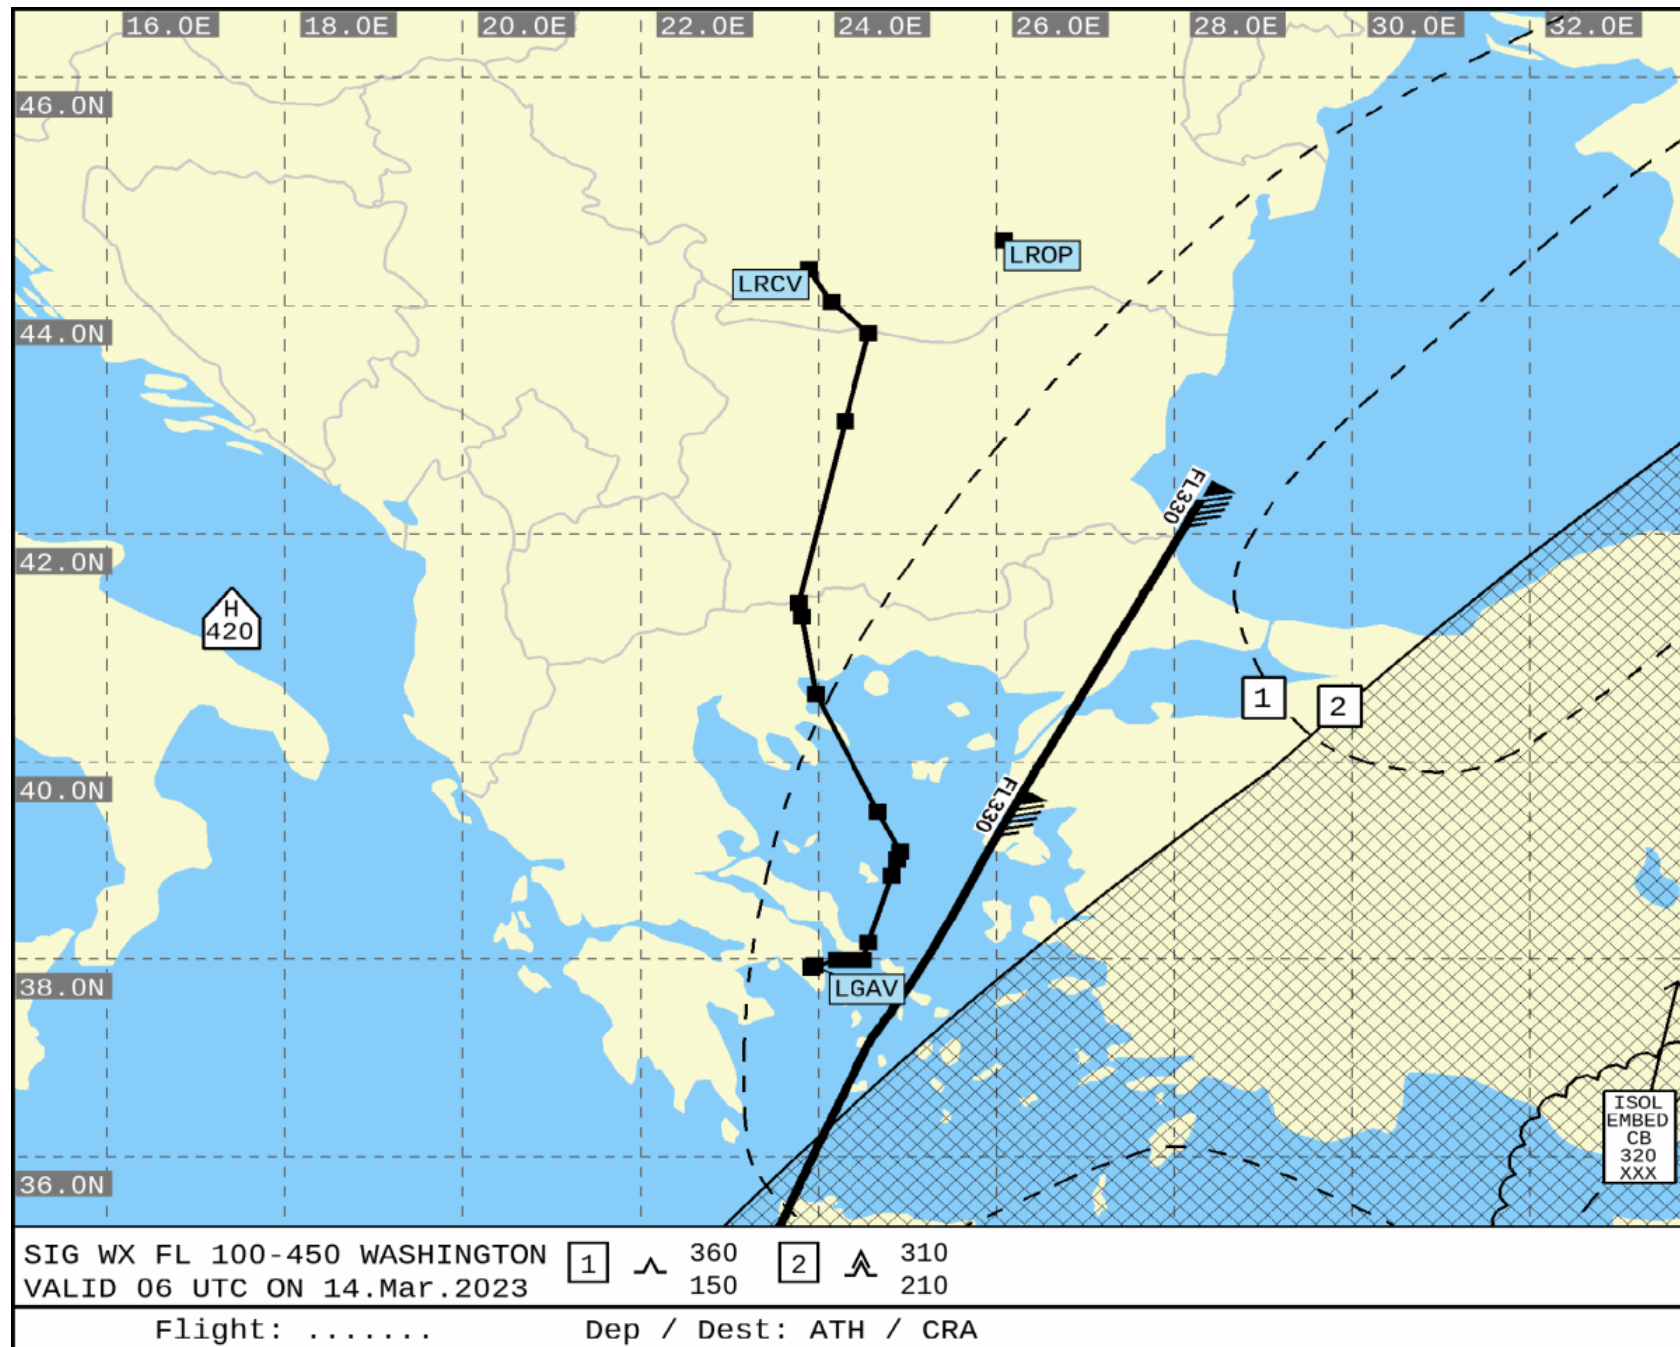 16.0E 18.0E 20.0E 22.0E 24.0E 26.0E 28.0E 30.0E 32.0E
46.0N
LROP
LRCV
44.0N
FL330
42.0N
H
420
1
2
40.0N
FL330
38.0N
LGAV
ISOL
EMBED
CB
320
XXX
36.0N
SIG WX FL 100-450 WASHINGTON 1 360 2 310
VALID 06 UTC ON 14.Mar.2023 150 210
Flight: ....... Dep / Dest: ATH / CRA